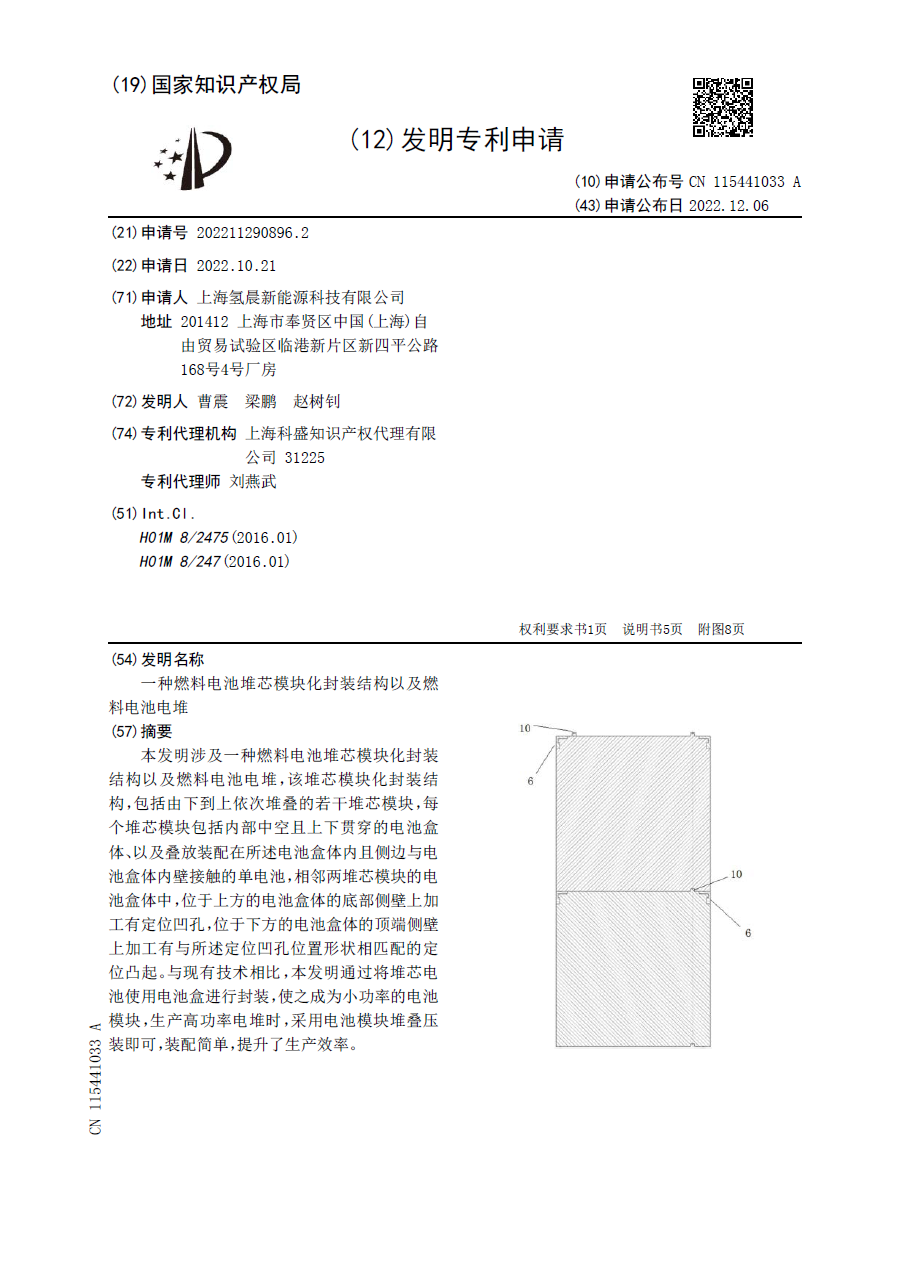 (19)国家知识产权局
(12)发明专利申请
(10)申请公布号 CN 115441033 A
(43)申请公布日 2022.12.06
(21)申请号 202211290896.2
(22)申请日 2022.10.21
(71)申请人 上海氢晨新能源科技有限公司
地址 201412 上海市奉贤区中国(上海)自
由贸易试验区临港新片区新四平公路
168号4号厂房
(72)发明人 曹震 梁鹏 赵树钊
(74)专利代理机构 上海科盛知识产权代理有限
公司 31225
专利代理师 刘燕武
(51)Int.Cl.
H01M 8/2475(2016.01)
H01M 8/247(2016.01)
权利要求书1页 说明书5页 附图8页
(54)发明名称
一种燃料电池堆芯模块化封装结构以及燃
料电池电堆
(57)摘要
本发明涉及一种燃料电池堆芯模块化封装
结构以及燃料电池电堆,该堆芯模块化封装结
构,包括由下到上依次堆叠的若干堆芯模块,每
个堆芯模块包括内部中空且上下贯穿的电池盒
体、以及叠放装配在所述电池盒体内且侧边与电
池盒体内壁接触的单电池,相邻两堆芯模块的电
池盒体中,位于上方的电池盒体的底部侧壁上加
工有定位凹孔,位于下方的电池盒体的顶端侧壁
上加工有与所述定位凹孔位置形状相匹配的定
位凸起。与现有技术相比,本发明通过将堆芯电
池使用电池盒进行封装,使之成为小功率的电池
模块,生产高功率电堆时,采用电池模块堆叠压
装即可,装配简单,提升了生产效率。
10
6
10
6
CN 115441033 A